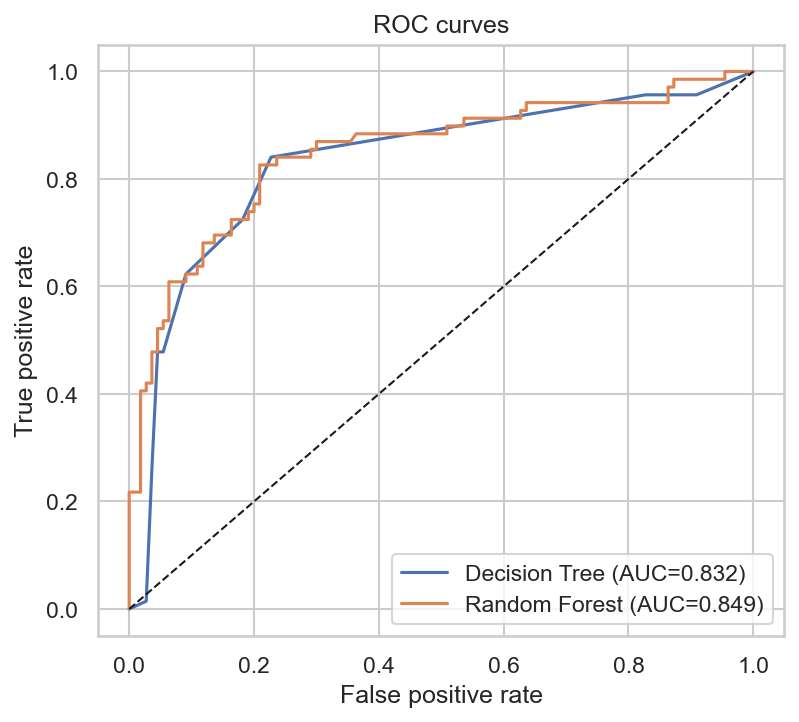 ROC curves
True positive rate
1.0
0.8
0.6
0.4
0.2
0.0
Decision Tree (AUC=0.832)
Random Forest (AUC=0.849)
0.0 0.2 0.4 0.6 0.8 1.0
False positive rate